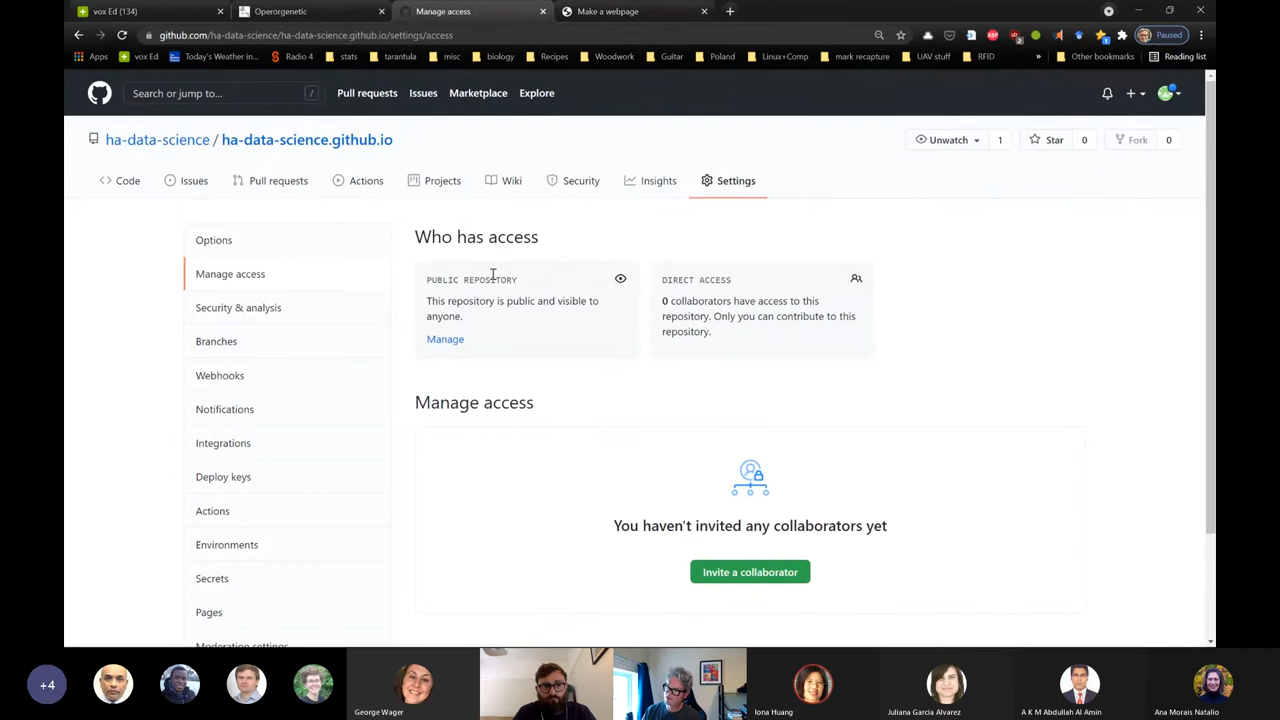 vox Ed (134)
Operorgenetic
Manage access
Make a webpage
github.com/ha-data-science/ha-data-science.github.io/settings/access
Paused
Apps
vox Ed
Today's Weather in...
Radio 4
stats
tarantula
misc
biology
Recipes
Woodwork
Guitar
Poland
Linux+Comp
mark recapture
UAV stuff
RFID
»
Other bookmarks
Reading list
Search or jump to...
/
Pull requests
Issues
Marketplace
Explore
ha-data-science / ha-data-science.github.io
Unwatch
1
Star
0
Fork
0
Code
Issues
Pull requests
Actions
Projects
Wiki
Security
Insights
Settings
Options
Manage access
Security & analysis
Branches
Webhooks
Notifications
Integrations
Deploy keys
Actions
Environments
Secrets
Pages
Moderation settings
Who has access
PUBLIC REPOSITORY
This repository is public and visible to
anyone.
Manage
DIRECT ACCESS
0 collaborators have access to this
repository. Only you can contribute to this
repository.
Manage access
You haven't invited any collaborators yet
Invite a collaborator
+4
George Wager
Iona Huang
Juliana Garcia Alvarez
A K M Abdullah Al Amin
Ana Morais Natalio